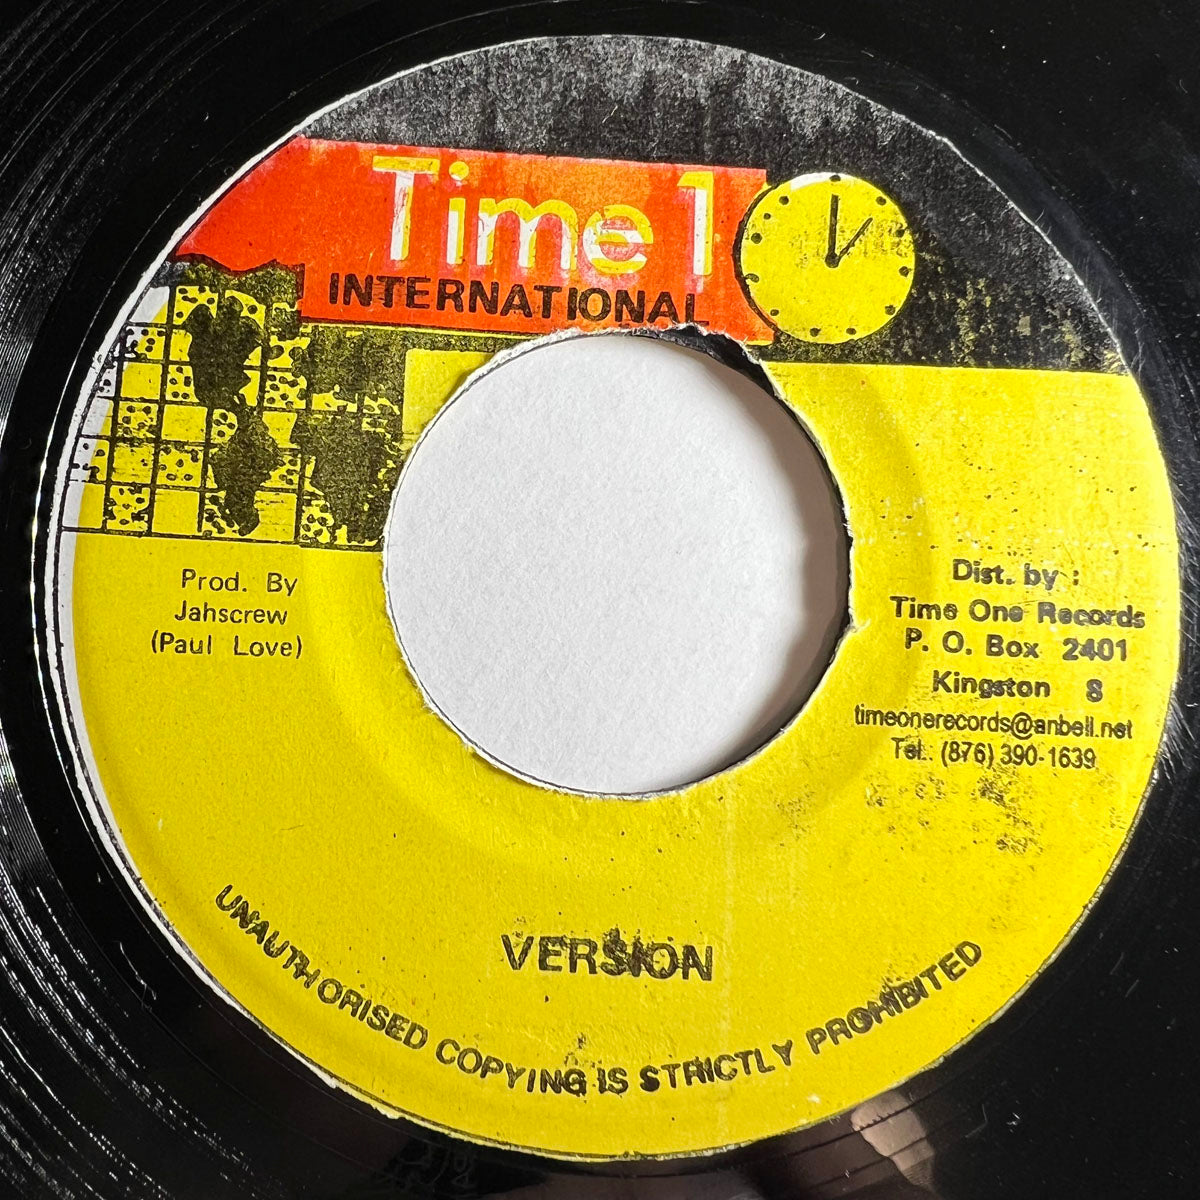 Time 1
INTERNATIONAL
Prod. By
Jahscrew
(Paul Love)
Dist. by :
Time One Records
P. O. Box 2401
Kingston 8
timeonerecords@anbell.net
Tel.: (876) 390-1639
VERSION
UNAUTHORISED COPYING IS STRICTLY PROHIBITED